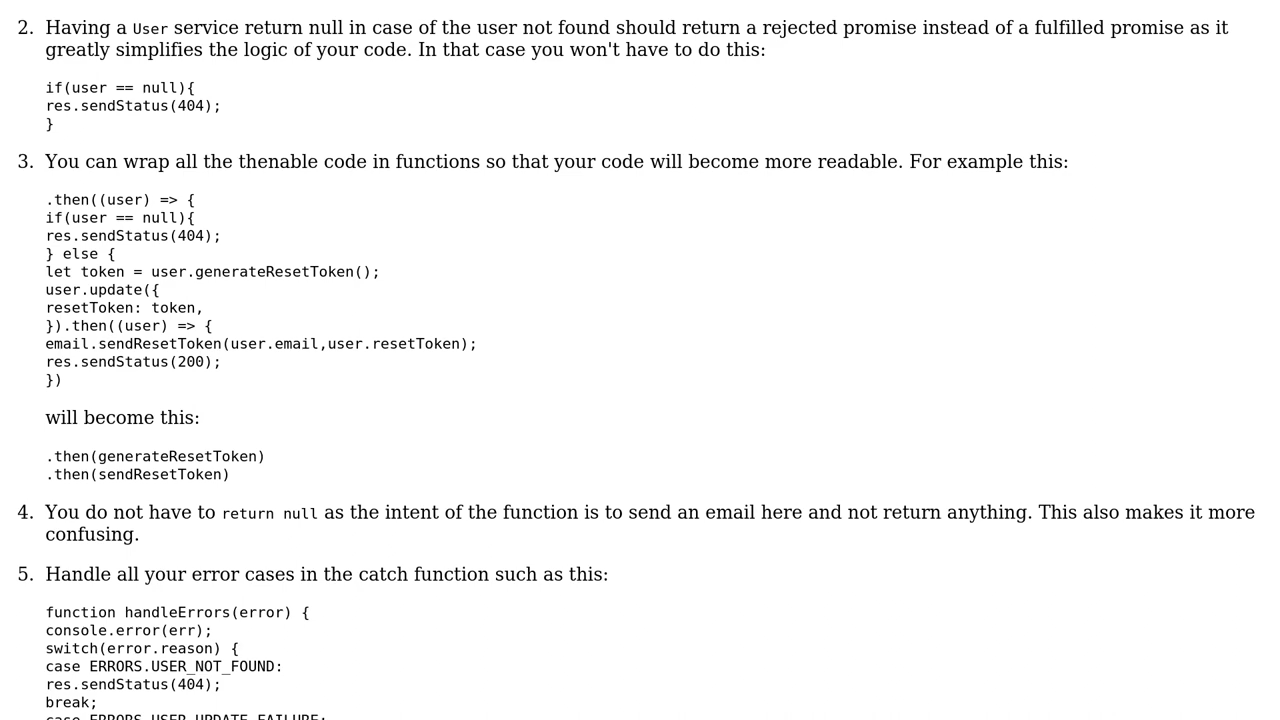 2. Having a User service return null in case of the user not found should return a rejected promise instead of a fulfilled promise as it
greatly simplifies the logic of your code. In that case you won't have to do this:
if(user == null){
res.sendStatus(404);
}
3. You can wrap all the thenable code in functions so that your code will become more readable. For example this:
.then((user) => {
if(user == null){
res.sendStatus(404);
} else {
let token = user.generateResetToken();
user.update({
resetToken: token,
}).then((user) => {
email.sendResetToken(user.email,user.resetToken);
res.sendStatus(200);
})
will become this:
.then(generateResetToken)
.then(sendResetToken)
4. You do not have to return null as the intent of the function is to send an email here and not return anything. This also makes it more
confusing.
5. Handle all your error cases in the catch function such as this:
function handleErrors(error) {
console.error(err);
switch(error.reason) {
case ERRORS.USER_NOT_FOUND:
res.sendStatus(404);
break;
case ERRORS.USER_UPDATE_FAILURE: